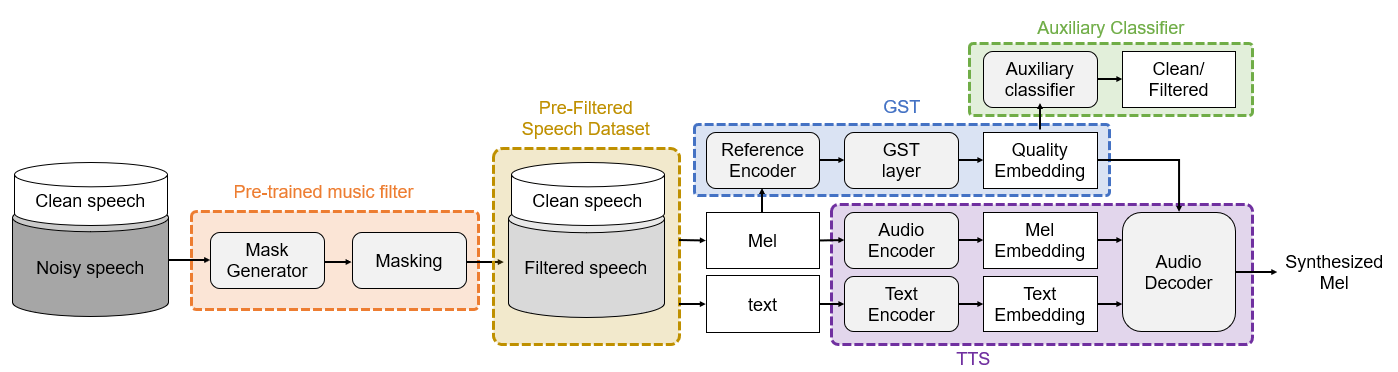 Auxiliary Classifier
Auxiliary
classifier
Clean/
Filtered
GST
Reference
Encoder
GST
layer
Quality
Embedding
Pre-Filtered
Speech Dataset
Clean speech
Filtered speech
Pre-trained music filter
Mask
Generator
Masking
Clean speech
Noisy speech
Mel
text
Audio
Encoder
Mel
Embedding
Text
Encoder
Text
Embedding
Audio
Decoder
TTS
Synthesized
Mel